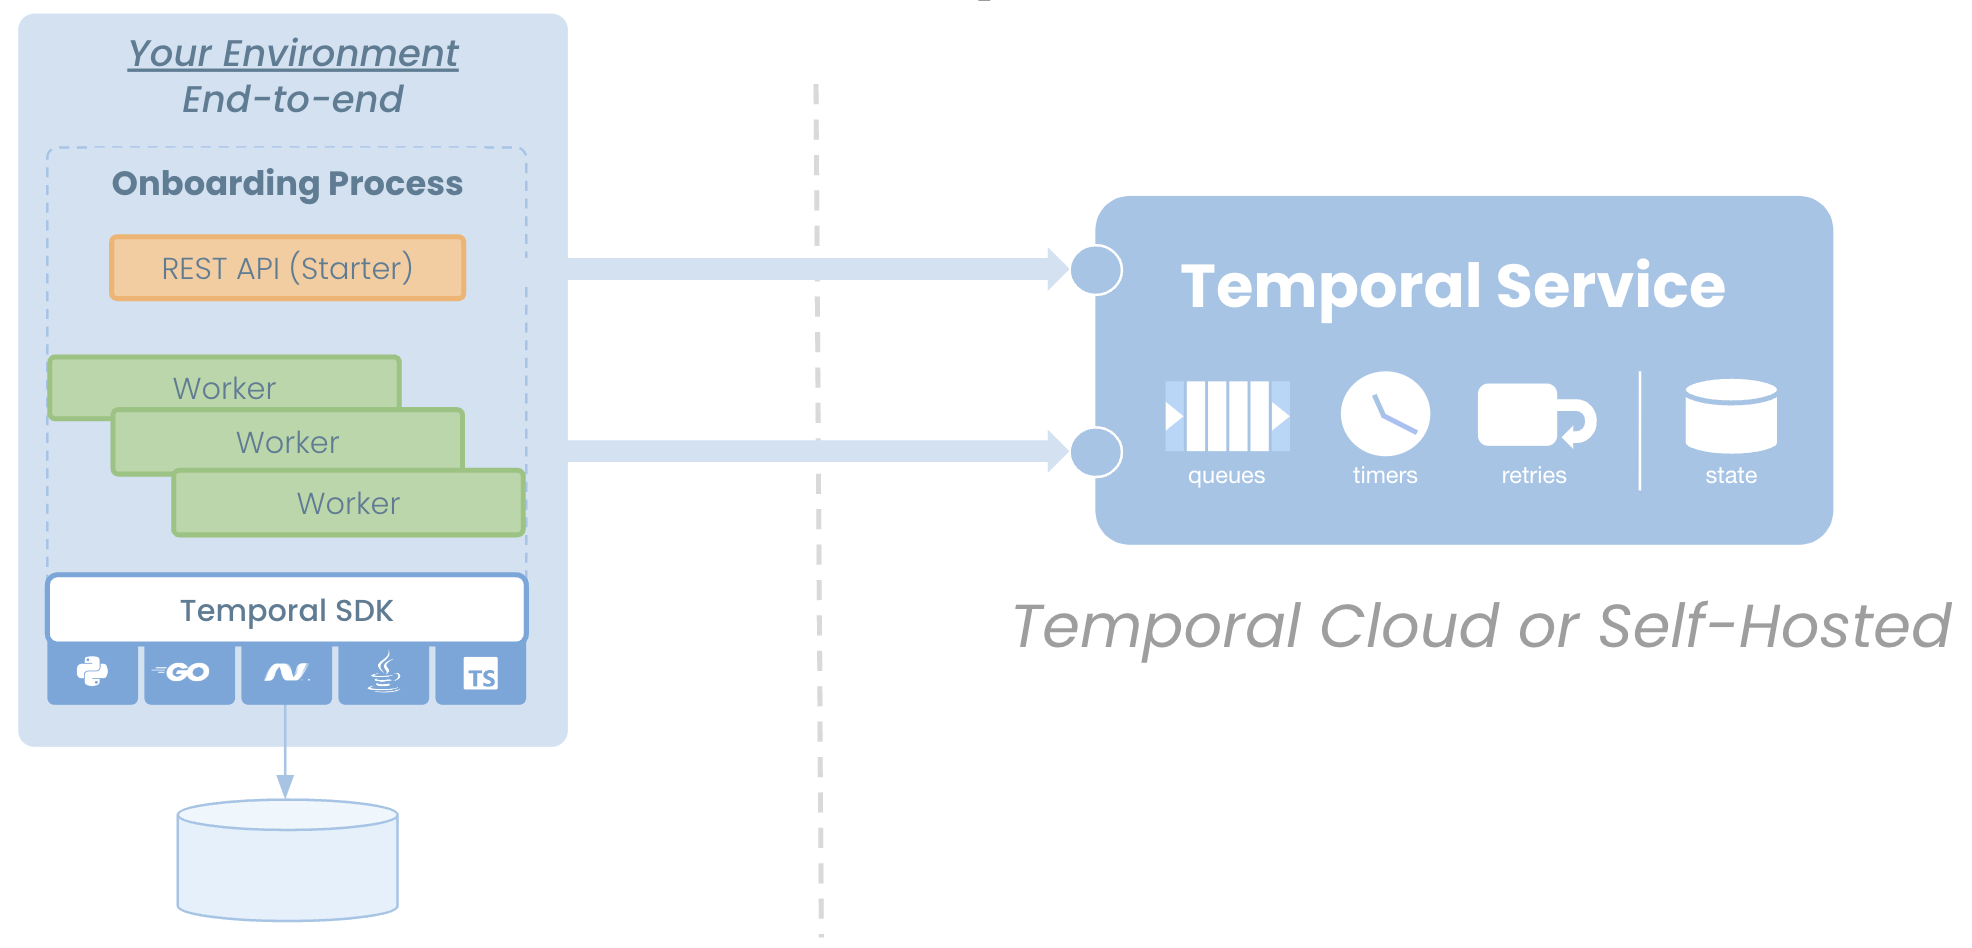 Your Environment
End-to-end
Onboarding Process
REST API (Starter)
Worker
Worker
Worker
Temporal SDK
GO
TS
Temporal Service
queues
timers
retries
state
Temporal Cloud or Self-Hosted